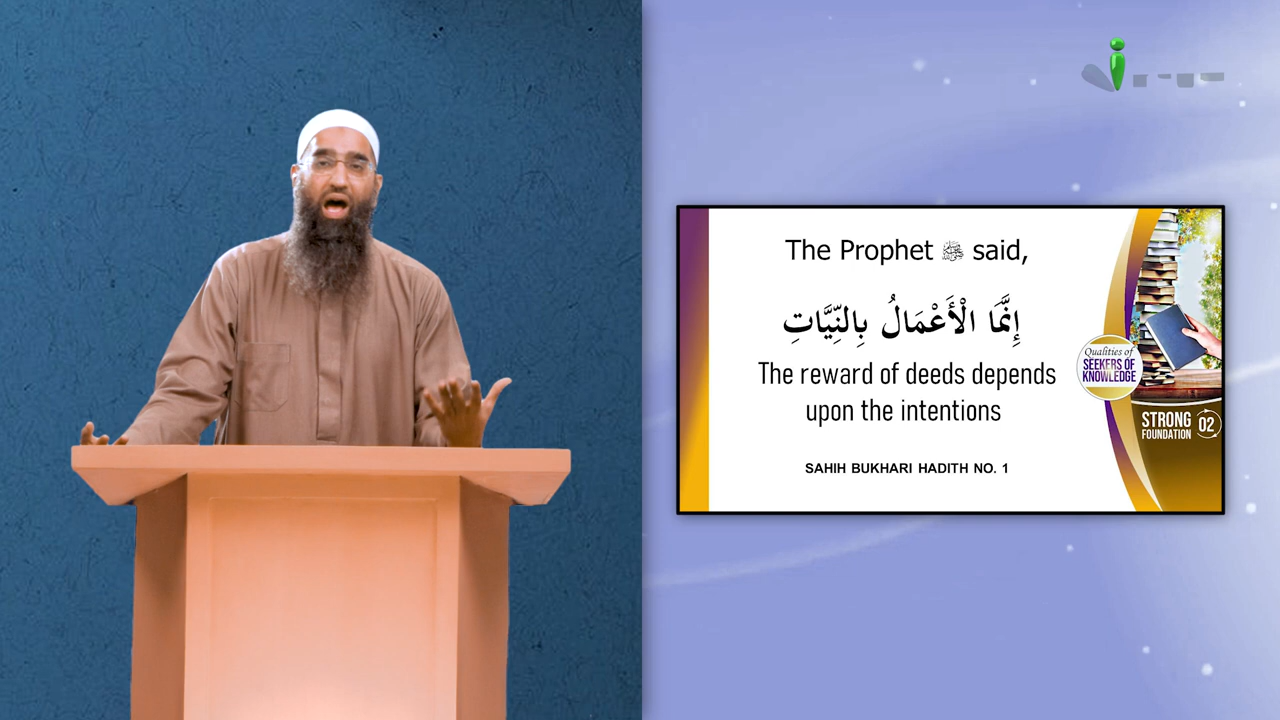 The Prophet ﷺ said,
إِنَّمَا الْأَعْمَالُ بِالنِّيَّاتِ
The reward of deeds depends
upon the intentions
SAHIH BUKHARI HADITH NO. 1
Qualities of
SEEKERS OF
KNOWLEDGE
STRONG
FOUNDATION 02